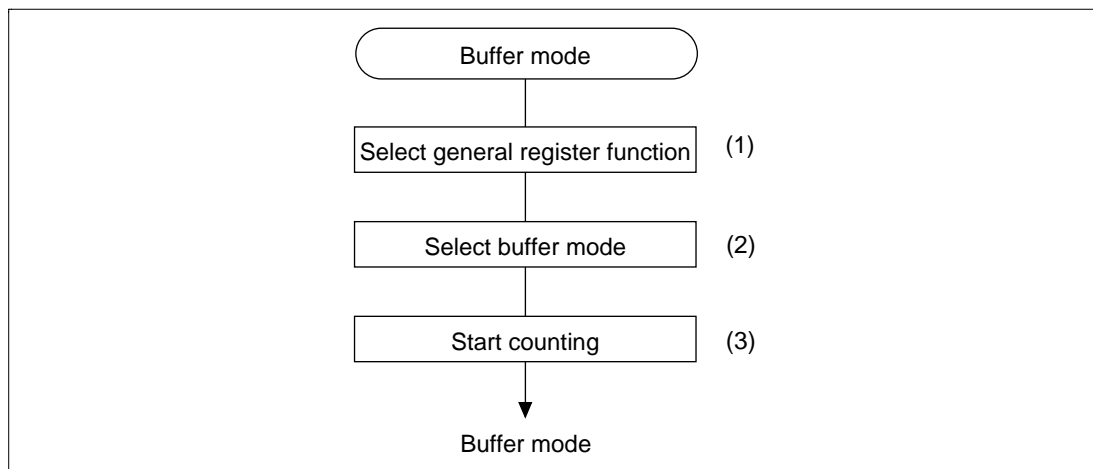 Buffer mode
Select general register function (1)
Select buffer mode (2)
Start counting (3)
Buffer mode